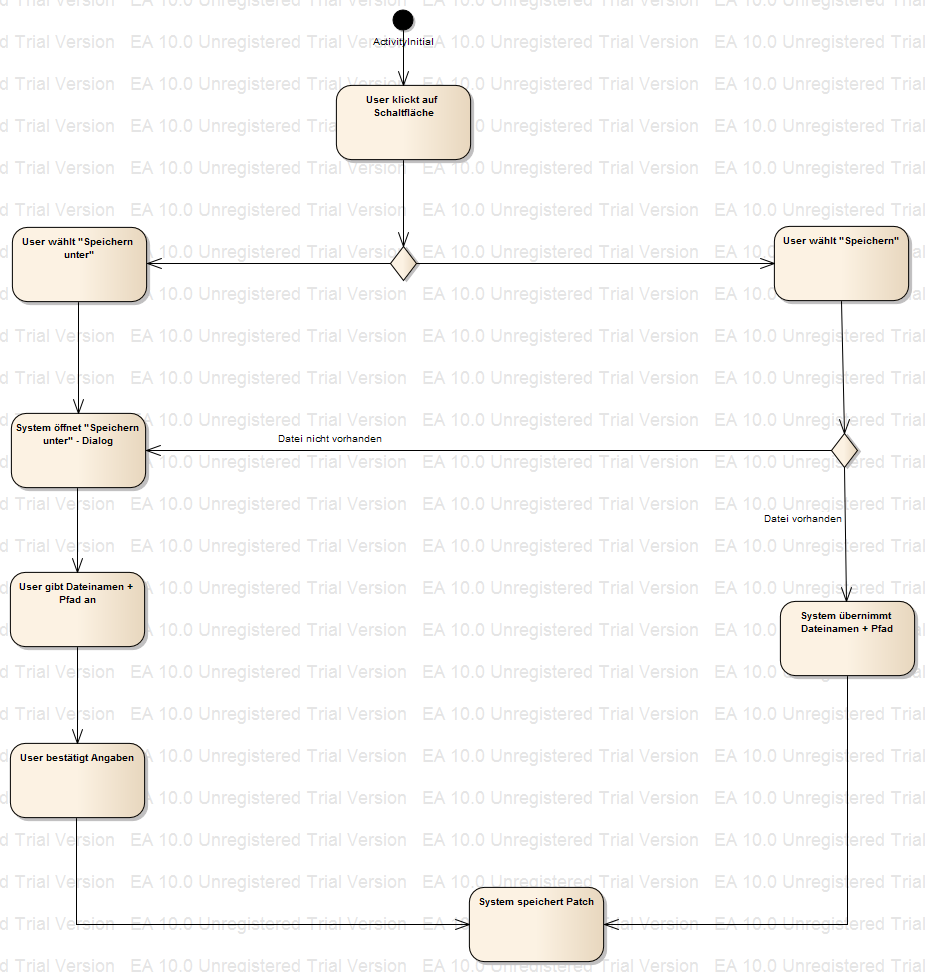 ActivityInitial
User klickt auf
Schaltfläche
User wählt "Speichern
unter"
User wählt "Speichern"
System öffnet "Speichern
unter" - Dialog
Datei nicht vorhanden
Datei vorhanden
User gibt Dateinamen +
Pfad an
System übernimmt
Dateinamen + Pfad
User bestätigt Angaben
System speichert Patch
EA 10.0 Unregistered Trial Version